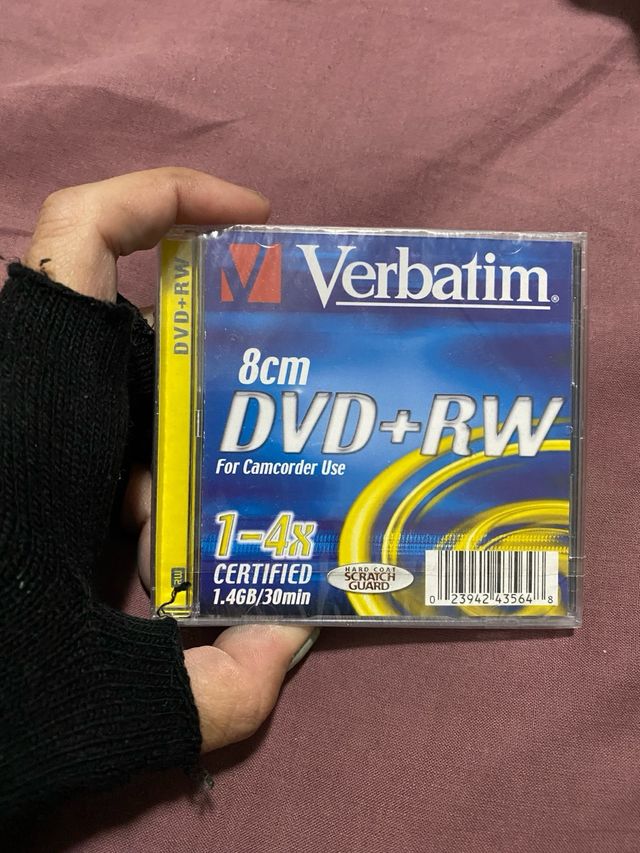 DVD+RW
Verbatim®
8cm
DVD+RW
For Camcorder Use
1-4x
CERTIFIED
1.4GB/30min
HARD COAT
SCRATCH
GUARD
0 23942 43564 8